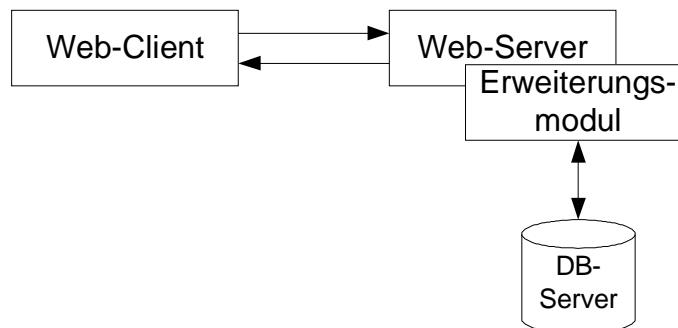 Web-Client
Web-Server
Erweiterungs-
modul
DB-
Server